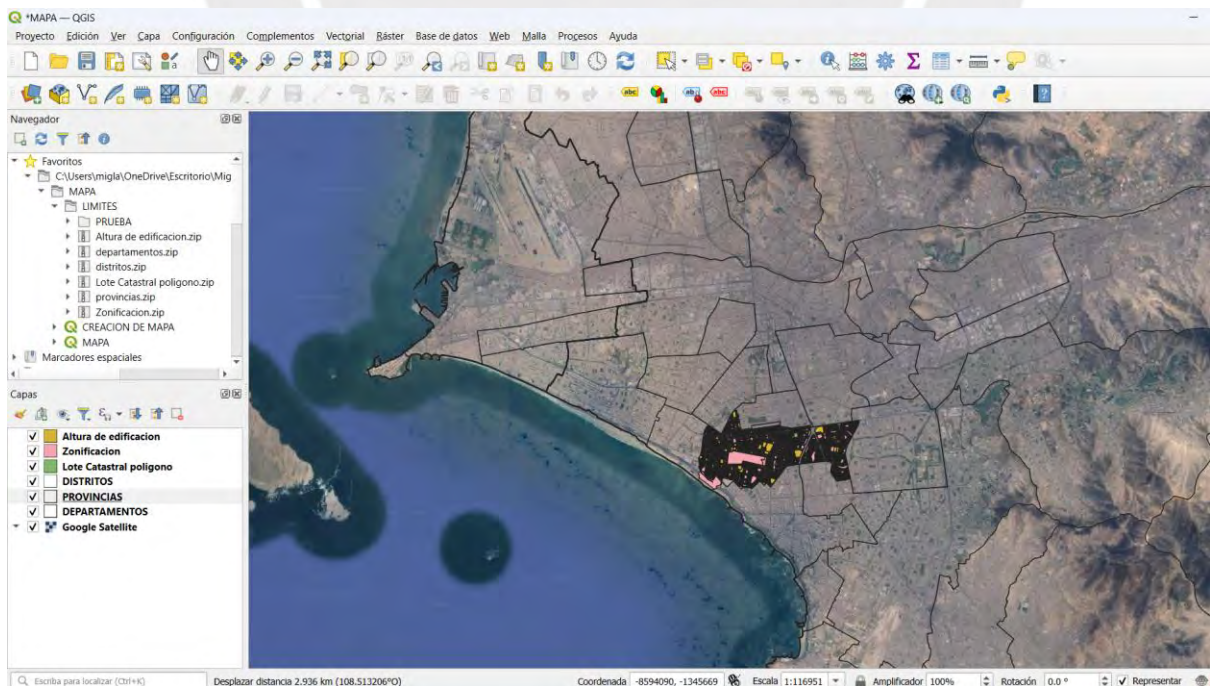 *MAPA — QGIS
Proyecto Edición Ver Capa Configuración Complementos Vectorial Ráster Base de datos Web Malla Procesos Ayuda
Navegador
Favoritos
C:\Users\migla\OneDrive\Escritorio\Mig
MAPA
LIMITES
PRUEBA
Altura de edificacion.zip
departamentos.zip
distritos.zip
Lote Catastral poligono.zip
provincias.zip
Zonificacion.zip
CREACION DE MAPA
MAPA
Marcadores espaciales
Capas
Altura de edificacion
Zonificacion
Lote Catastral poligono
DISTRITOS
PROVINCIAS
DEPARTAMENTOS
Google Satellite
Escriba para localizar (Ctrl+K) Desplazar distancia 2.936 km (108.513206°O) Coordenada -8594090, -1345669 Escala 1:116951 Amplificador 100% Rotación 0.0 ° Representar